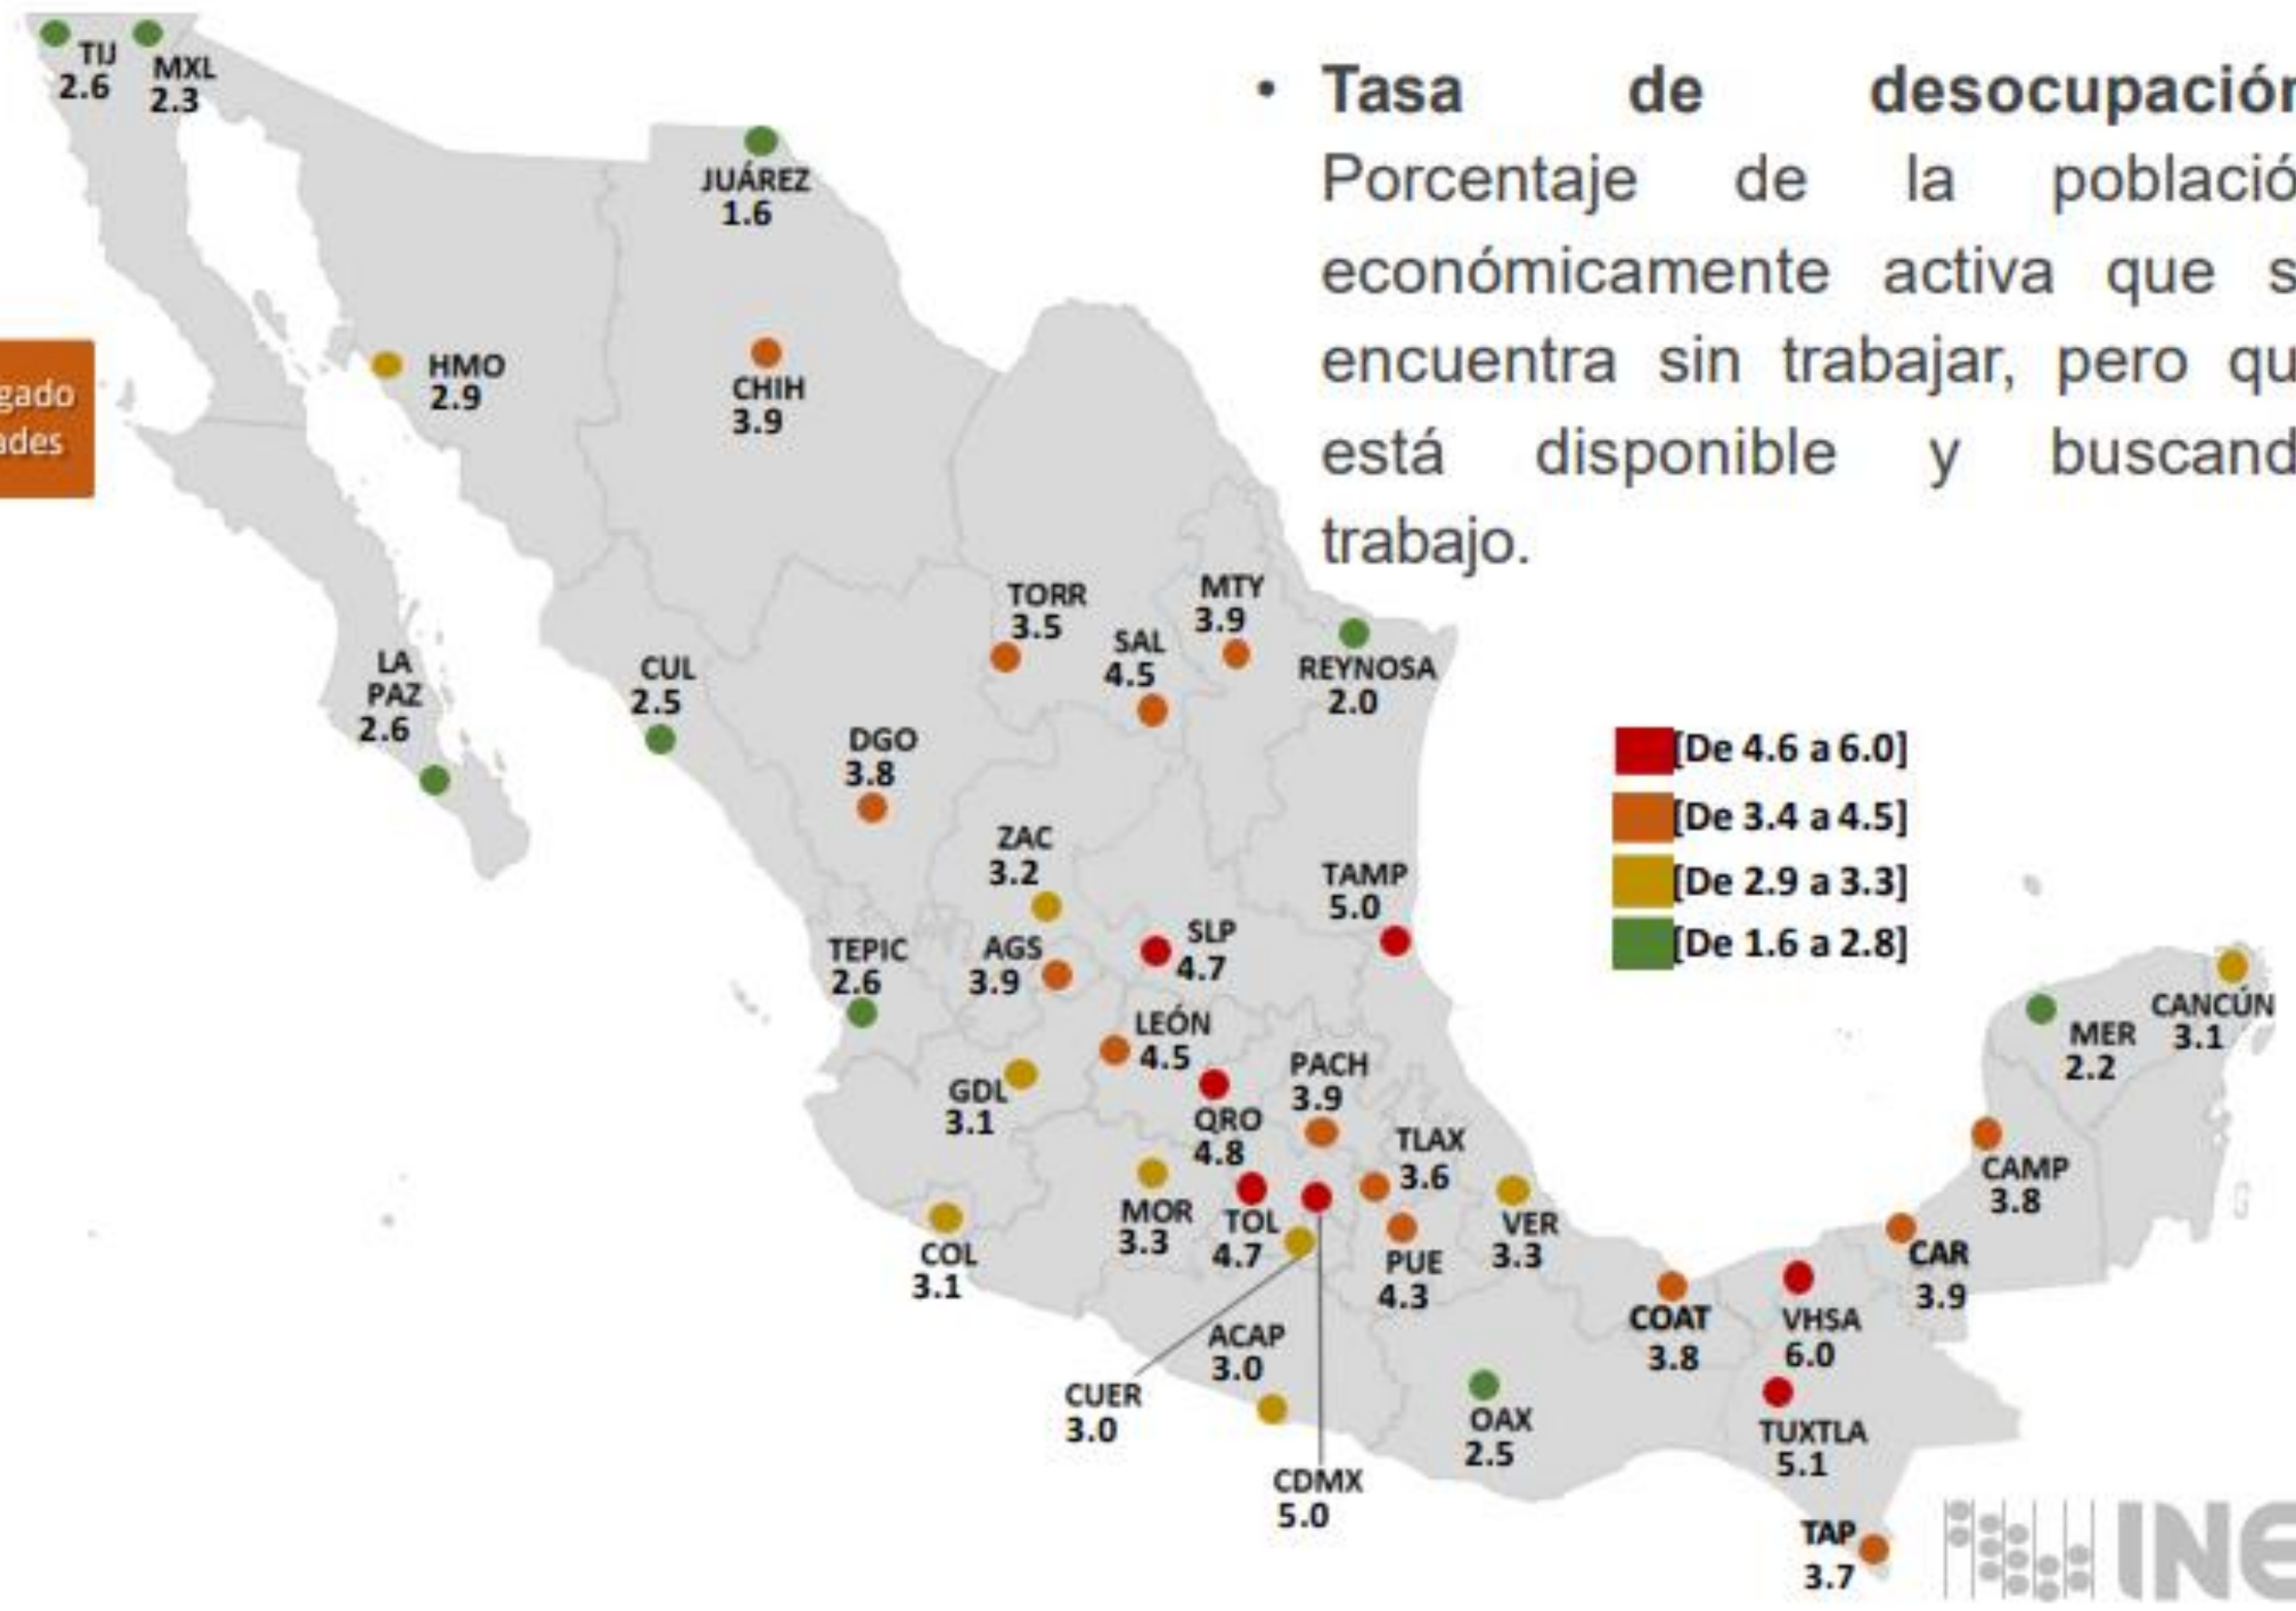 TIJ
2.6
MXL
2.3
JUÁREZ
1.6
• Tasa de desocupación
Porcentaje de la població
económicamente activa que s
encuentra sin trabajar, pero qu
está disponible y buscand
trabajo.
HMO
2.9
CHIH
3.9
gado
ades
TORR
3.5
SAL
4.5
MTY
3.9
REYNOSA
2.0
LA
PAZ
2.6
CUL
2.5
DGO
3.8
[De 4.6 a 6.0]
[De 3.4 a 4.5]
[De 2.9 a 3.3]
[De 1.6 a 2.8]
ZAC
3.2
TAMP
5.0
TEPIC
2.6
AGS
3.9
SLP
4.7
LEÓN
4.5
GDL
3.1
QRO
4.8
PACH
3.9
TLAX
3.6
MER
2.2
CANCÚN
3.1
CAMP
3.8
COL
3.1
MOR
3.3
TOL
4.7
PUE
4.3
VER
3.3
CAR
3.9
COAT
3.8
VHSA
6.0
CUER
3.0
ACAP
3.0
OAX
2.5
TUXTLA
5.1
CDMX
5.0
TAP
3.7
INE